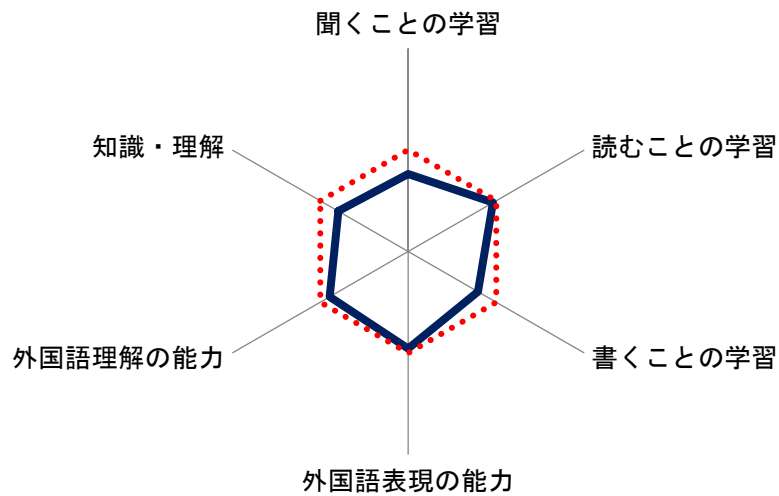 聞くことの学習
知識・理解
読むことの学習
外国語理解の能力
書くことの学習
外国語表現の能力